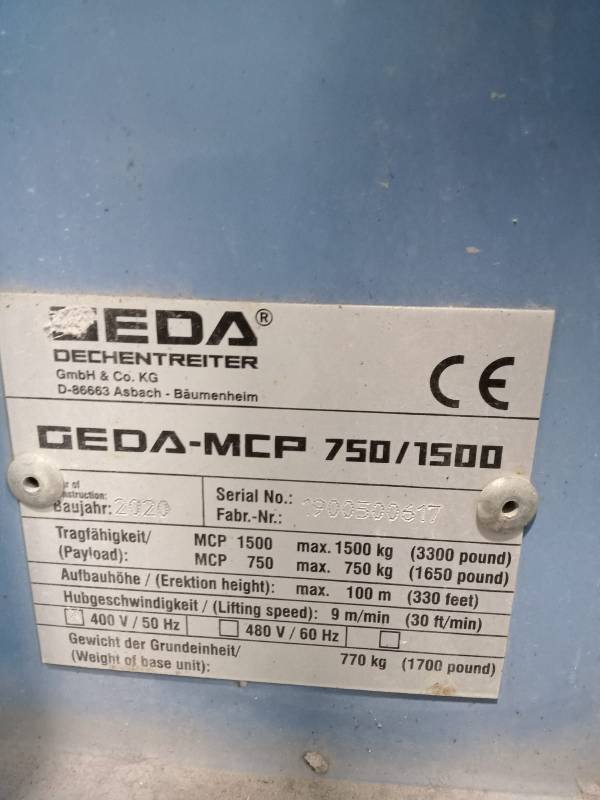 GEDA®
DECHENTREITER
GmbH & Co. KG
D-86663 Asbach - Bäumenheim
CE
GEDA-MCP 750/1500
of
Baujahr: 2020
Serial No.:
Fabr.-Nr.: 1900500617
Tragfähigkeit/ MCP 1500 max. 1500 kg (3300 pound)
(Payload): MCP 750 max. 750 kg (1650 pound)
Aufbauhöhe / (Erektion height): max. 100 m (330 feet)
Hubgeschwindigkeit / (Lifting speed): 9 m/min (30 ft/min)
400 V / 50 Hz 480 V / 60 Hz
Gewicht der Grundeinheit/
(Weight of base unit): 770 kg (1700 pound)